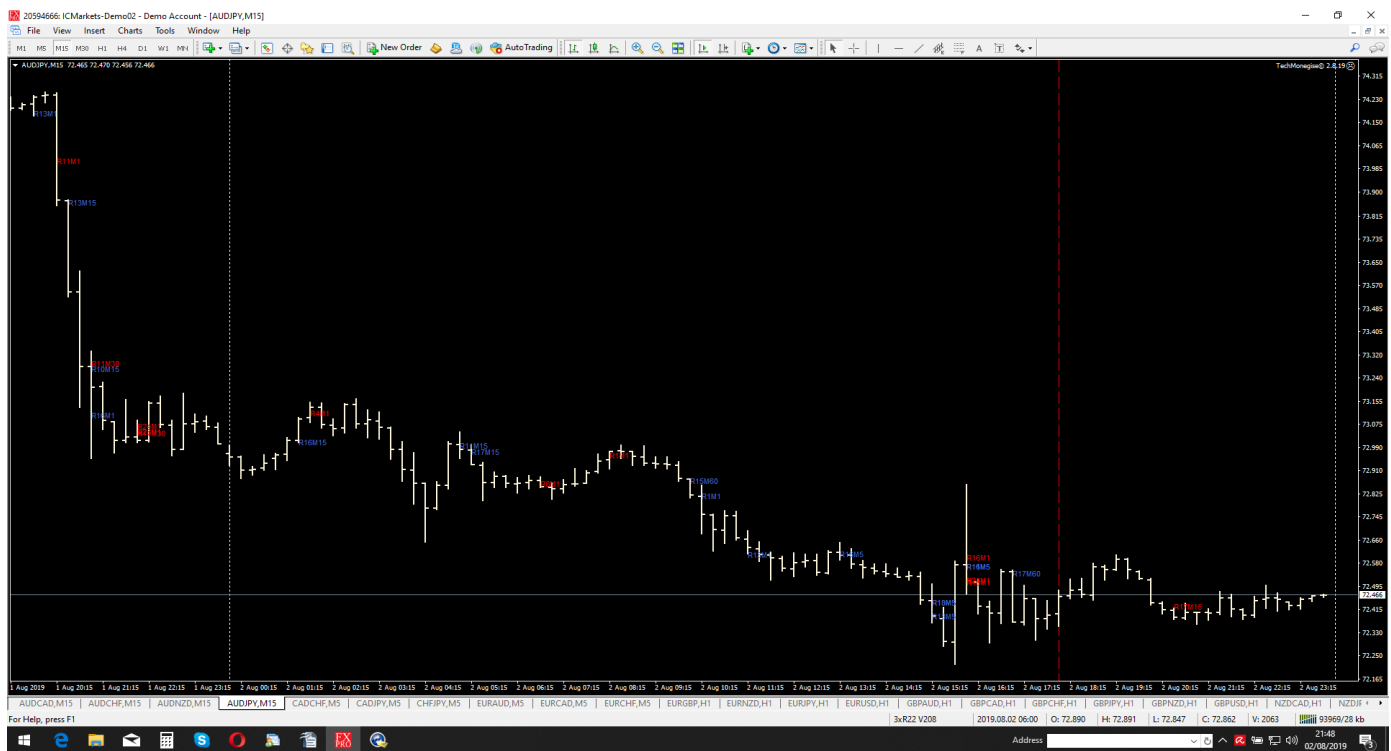 20594666: ICMarkets-Demo02 - Demo Account - [AUDJPY,M15]
File View Insert Charts Tools Window Help
M1 M5 M15 M30 H1 H4 D1 W1 MN New Order AutoTrading A T
AUDJPY,M15 72.465 72.470 72.456 72.466
TechMonegise© 2.8.19
74.315
R13M1
74.230
74.150
74.065
R11M1
73.985
73.900
R13M15
73.815
73.735
73.650
73.570
73.485
73.405
73.320
R11M30
R10M15
73.240
73.155
R16M1
R4M1
73.075
R16M15
72.990
R17M15
72.910
R15M60
72.825
R1M1
72.745
72.660
72.580
R16M1
R16M5
R17M60
72.495
72.466
R18M5
72.415
72.330
72.250
72.165
1 Aug 2019 1 Aug 20:15 1 Aug 21:15 1 Aug 22:15 1 Aug 23:15 2 Aug 00:15 2 Aug 01:15 2 Aug 02:15 2 Aug 03:15 2 Aug 04:15 2 Aug 05:15 2 Aug 06:15 2 Aug 07:15 2 Aug 08:15 2 Aug 09:15 2 Aug 10:15 2 Aug 11:15 2 Aug 12:15 2 Aug 13:15 2 Aug 14:15 2 Aug 15:15 2 Aug 16:15 2 Aug 17:15 2 Aug 18:15 2 Aug 19:15 2 Aug 20:15 2 Aug 21:15 2 Aug 22:15 2 Aug 23:15
AUDCAD,M15 AUDCHF,M15 AUDNZD,M15 AUDJPY,M15 CADCHF,M5 CADJPY,M5 CHFJPY,M5 EURAUD,M5 EURCAD,M5 EURCHF,M5 EURGBP,H1 EURNZD,H1 EURJPY,H1 EURUSD,H1 GBPAUD,H1 GBPCAD,H1 GBPCHF,H1 GBPJPY,H1 GBPNZD,H1 GBPUSD,H1 NZDCAD,H1 NZDJF
For Help, press F1
3xR22 V208 2019.08.02 06:00 O: 72.890 H: 72.891 L: 72.847 C: 72.862 V: 2063 93969/28 kb
FX PRO
Address
21:48
02/08/2019
3